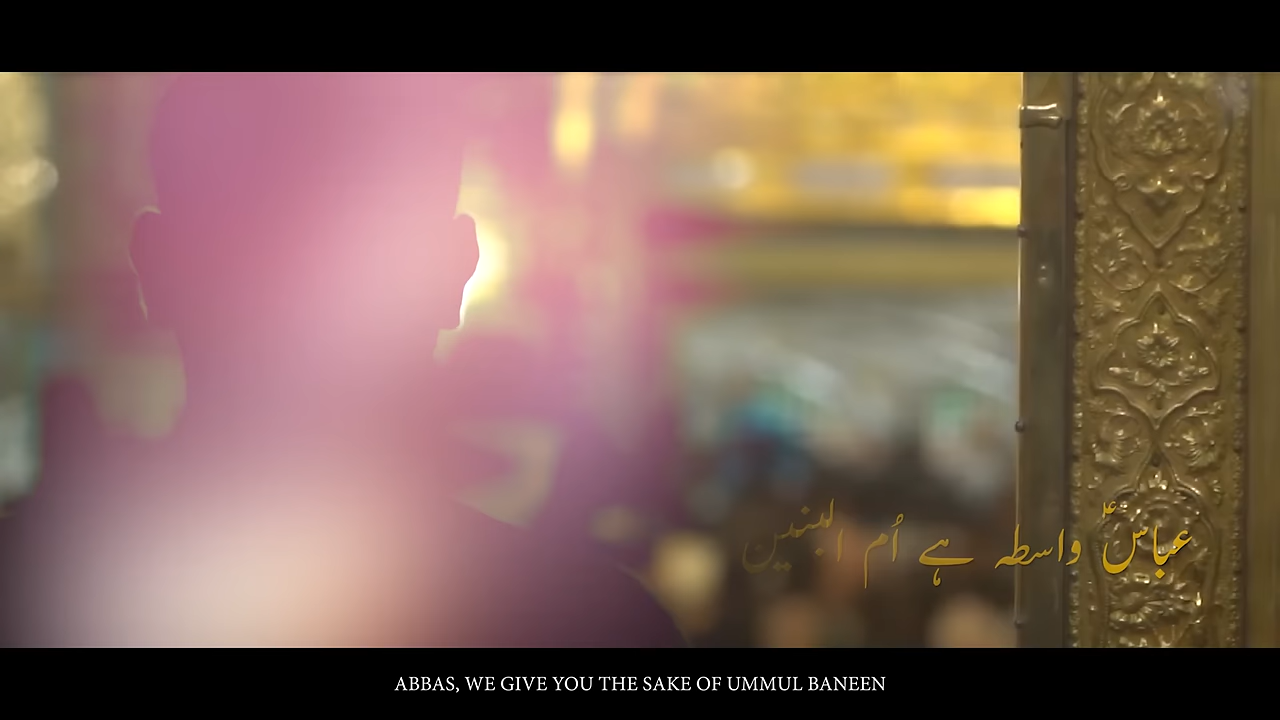 عباسؑ واسطہ ہے اُم البنین
ABBAS, WE GIVE YOU THE SAKE OF UMMUL BANEEN